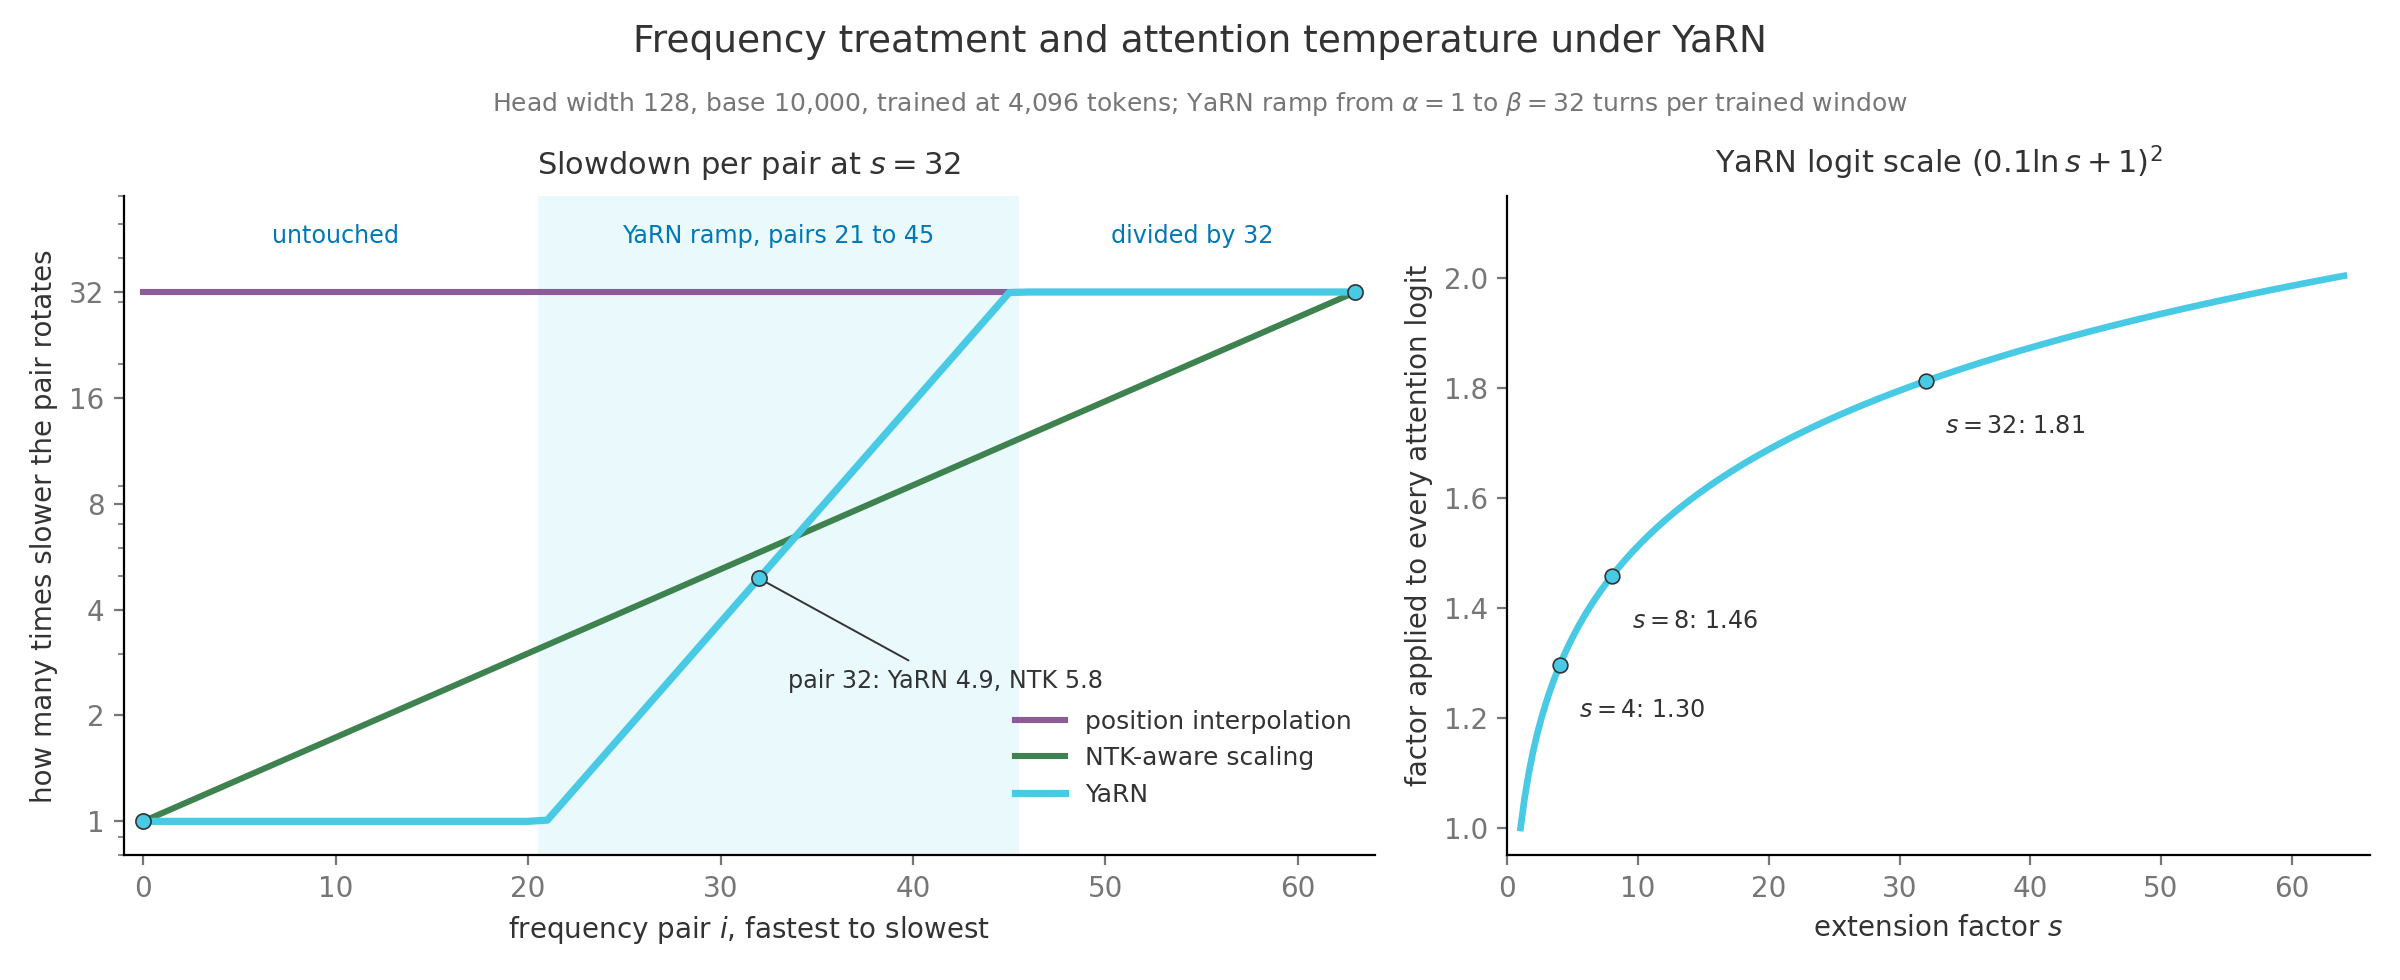 Frequency treatment and attention temperature under YaRN
Head width 128, base 10,000, trained at 4,096 tokens; YaRN ramp from α = 1 to β = 32 turns per trained window
Slowdown per pair at s = 32
untouched
YaRN ramp, pairs 21 to 45
divided by 32
how many times slower the pair rotates
32
16
8
4
2
1
pair 32: YaRN 4.9, NTK 5.8
position interpolation
NTK-aware scaling
YaRN
0 10 20 30 40 50 60
frequency pair i, fastest to slowest
YaRN logit scale (0.1ln s + 1)²
factor applied to every attention logit
2.0
1.8
1.6
1.4
1.2
1.0
s = 32: 1.81
s = 8: 1.46
s = 4: 1.30
0 10 20 30 40 50 60
extension factor s